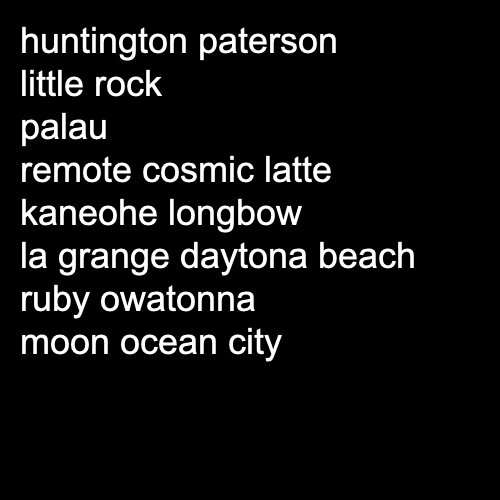 huntington paterson
little rock
palau
remote cosmic latte
kaneohe longbow
la grange daytona beach
ruby owatonna
moon ocean city